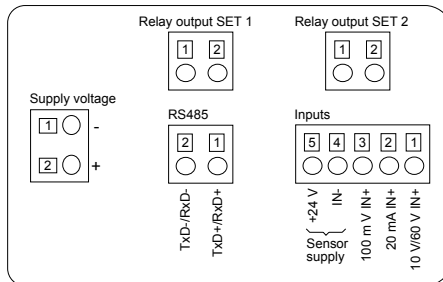 Relay output SET 1
Relay output SET 2
1 2
1 2
Supply voltage
1 -
2 +
RS485
2 1
TxD-/RxD-
TxD+/RxD+
Inputs
5 4 3 2 1
+24 V
IN-
100 m V IN+
20 mA IN+
10 V/60 V IN+
Sensor
supply